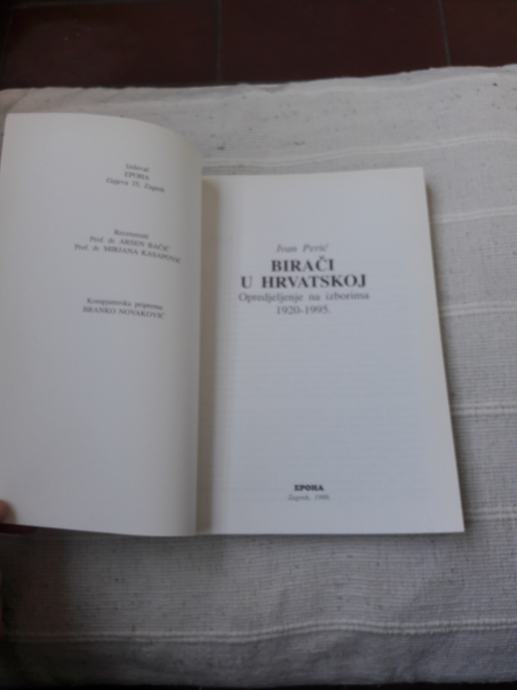 Izdavač
EPOHA
Gajeva 15, Zagreb
Recenzenti
Prof. dr. ARSEN BAČIĆ
Prof. dr. MIRJANA KASAPOVIĆ
Kompjutorska priprema
BRANKO NOVAKOVIĆ
Ivan Perić
BIRAČI
U HRVATSKOJ
Opredjeljenje na izborima
1920-1995.
EPOHA
Zagreb,